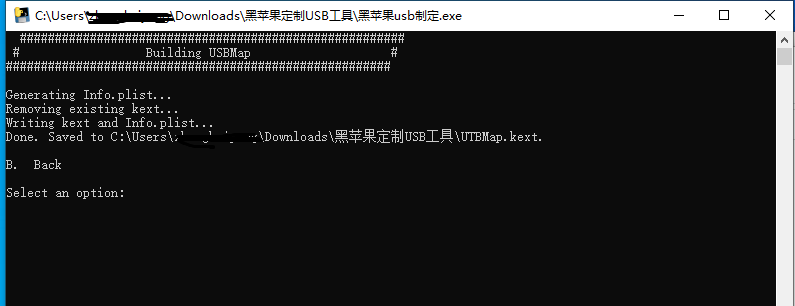 C:\Users\ \Downloads\黑苹果定制USB工具\黑苹果usb制定.exe
#######################################################
# Building USBMap #
#######################################################
Generating Info.plist...
Removing existing kext...
Writing kext and Info.plist...
Done. Saved to C:\Users\ \Downloads\黑苹果定制USB工具\UTBMap.kext.
B. Back
Select an option: